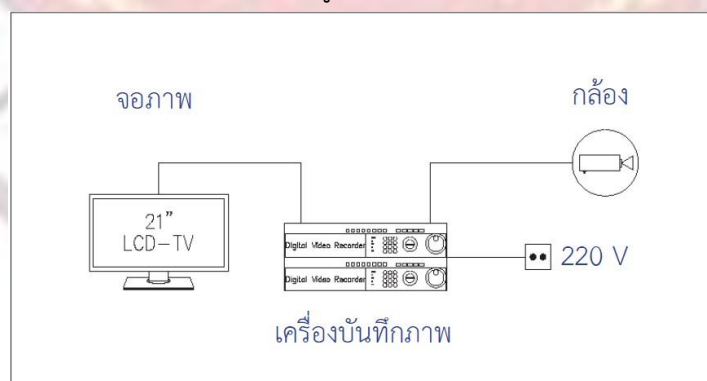 จอภาพ
กล้อง
21”
LCD-TV
Digital Video Recorder
Digital Video Recorder
220 V
เครื่องบันทึกภาพ